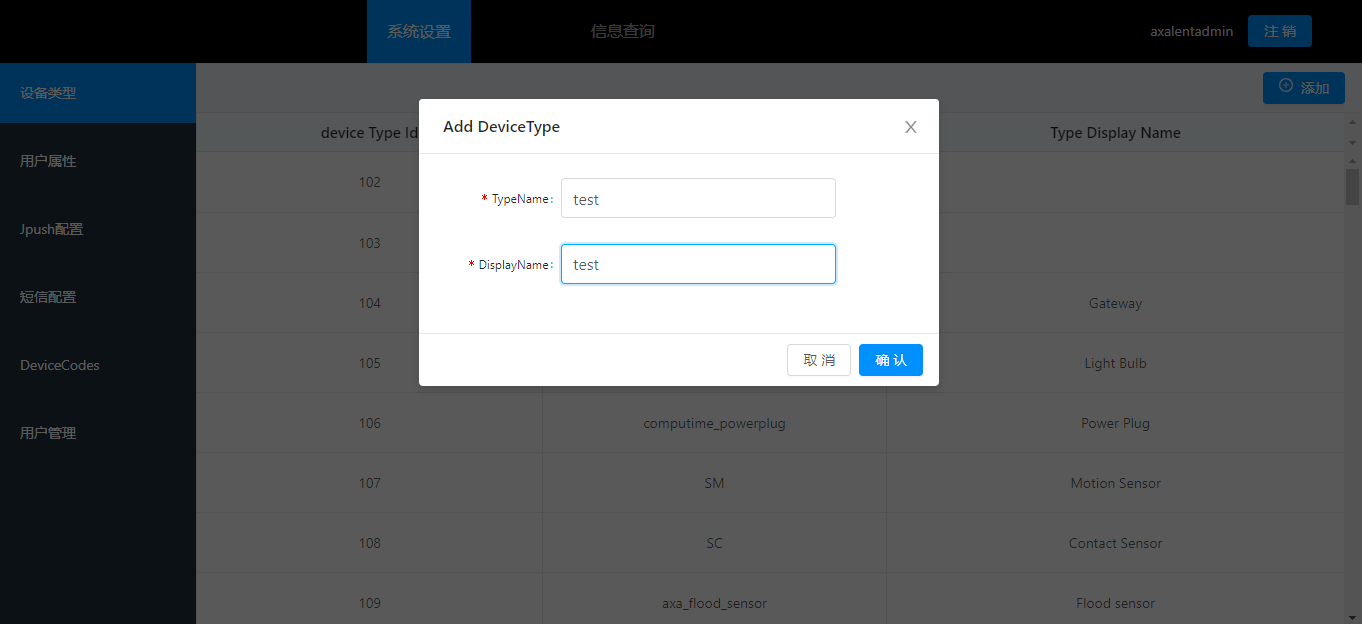 系统设置 信息查询 axalentadmin 注 销
设备类型
添加
Add DeviceType
device Type Id Type Display Name
用户属性
102
* TypeName: test
Jpush配置
103
* DisplayName: test
短信配置
104 Gateway
DeviceCodes
105 Light Bulb
取 消 确 认
106 computime_powerplug Power Plug
用户管理
107 SM Motion Sensor
108 SC Contact Sensor
109 axa_flood_sensor Flood sensor